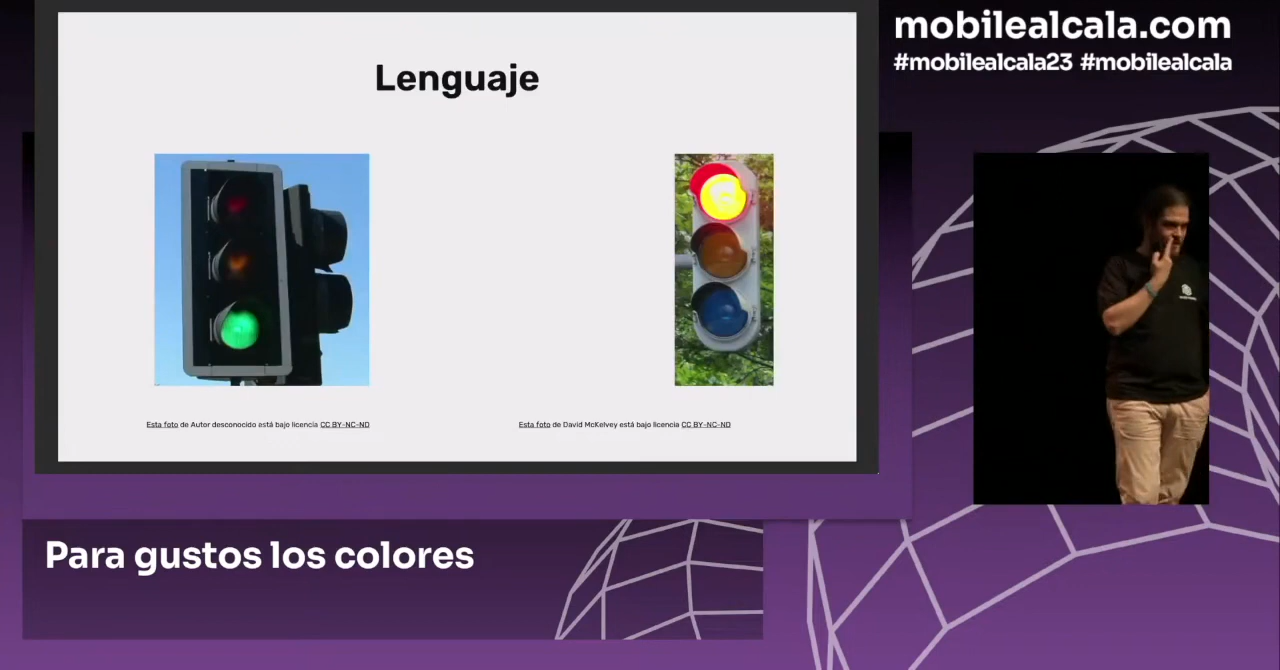 Lenguaje
Esta foto de Autor desconocido está bajo licencia CC BY-NC-ND
Esta foto de David McKelvey está bajo licencia CC BY-NC-ND
mobilealcala.com
#mobilealcala23 #mobilealcala
Para gustos los colores